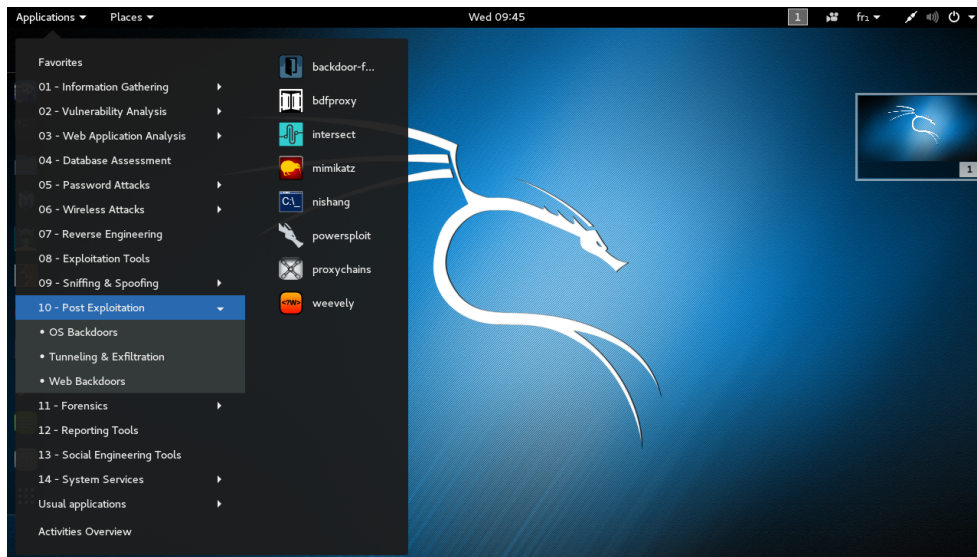 Applications Places Wed 09:45 1 fr₁
Favorites
01 - Information Gathering
02 - Vulnerability Analysis
03 - Web Application Analysis
04 - Database Assessment
05 - Password Attacks
06 - Wireless Attacks
07 - Reverse Engineering
08 - Exploitation Tools
09 - Sniffing & Spoofing
10 - Post Exploitation
• OS Backdoors
• Tunneling & Exfiltration
• Web Backdoors
11 - Forensics
12 - Reporting Tools
13 - Social Engineering Tools
14 - System Services
Usual applications
Activities Overview
backdoor-f...
bdfproxy
intersect
mimikatz
C:\_ nishang
powersploit
proxychains
<?W> weevely
1